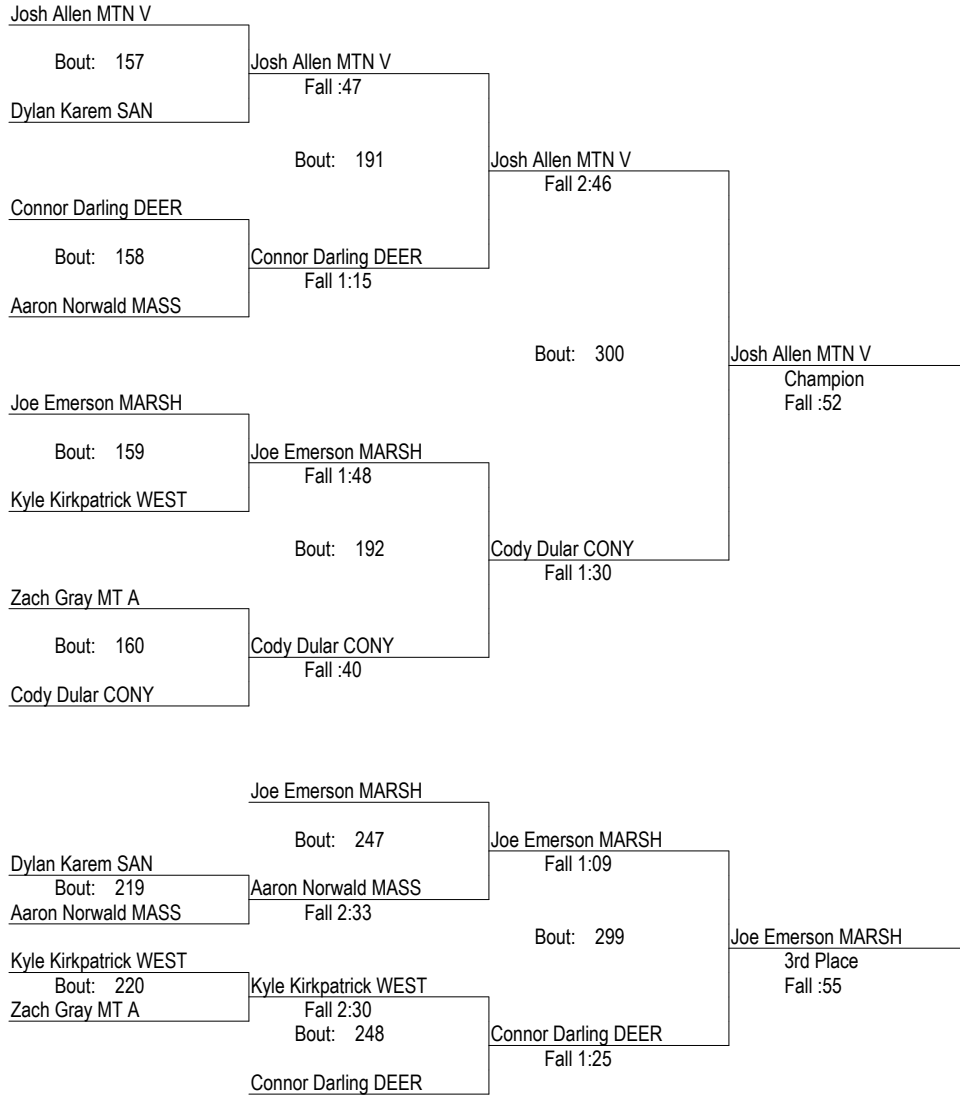 Josh Allen MTN V
Bout: 157
Josh Allen MTN V
Fall :47
Dylan Karem SAN
Bout: 191
Josh Allen MTN V
Fall 2:46
Connor Darling DEER
Bout: 158
Connor Darling DEER
Fall 1:15
Aaron Norwald MASS
Bout: 300
Josh Allen MTN V
Champion
Fall :52
Joe Emerson MARSH
Bout: 159
Joe Emerson MARSH
Fall 1:48
Kyle Kirkpatrick WEST
Bout: 192
Cody Dular CONY
Fall 1:30
Zach Gray MT A
Bout: 160
Cody Dular CONY
Fall :40
Cody Dular CONY
Joe Emerson MARSH
Bout: 247
Joe Emerson MARSH
Fall 1:09
Dylan Karem SAN
Bout: 219
Aaron Norwald MASS
Aaron Norwald MASS
Fall 2:33
Bout: 299
Joe Emerson MARSH
3rd Place
Fall :55
Kyle Kirkpatrick WEST
Bout: 220
Kyle Kirkpatrick WEST
Zach Gray MT A
Fall 2:30
Bout: 248
Connor Darling DEER
Fall 1:25
Connor Darling DEER